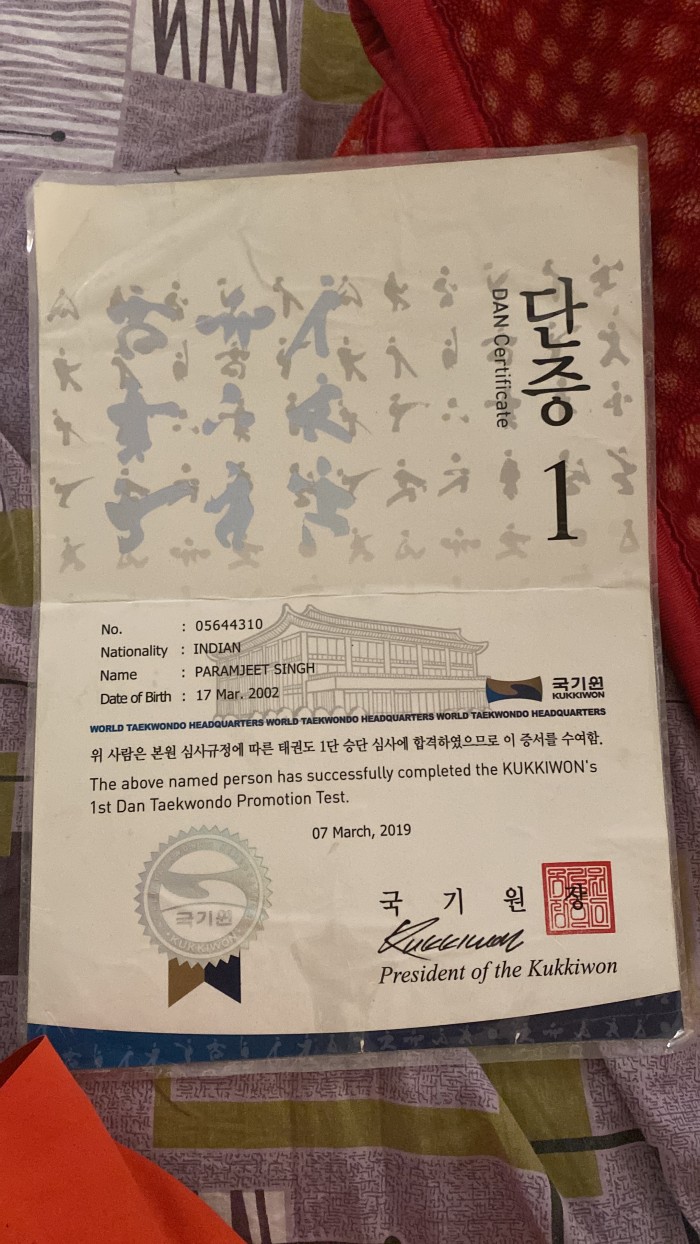 단증
DAN Certificate
1
No. : 05644310
Nationality : INDIAN
Name : PARAMJEET SINGH
Date of Birth : 17 Mar. 2002
국기원
KUKKIWON
WORLD TAEKWONDO HEADQUARTERS WORLD TAEKWONDO HEADQUARTERS WORLD TAEKWONDO HEADQUARTERS
위 사람은 본원 심사규정에 따른 태권도 1단 승단 심사에 합격하였으므로 이 증서를 수여함.
The above named person has successfully completed the KUKKIWON's
1st Dan Taekwondo Promotion Test.
07 March, 2019
국기원
KUKKIWON
국 기 원 장
Kukkiwon
President of the Kukkiwon